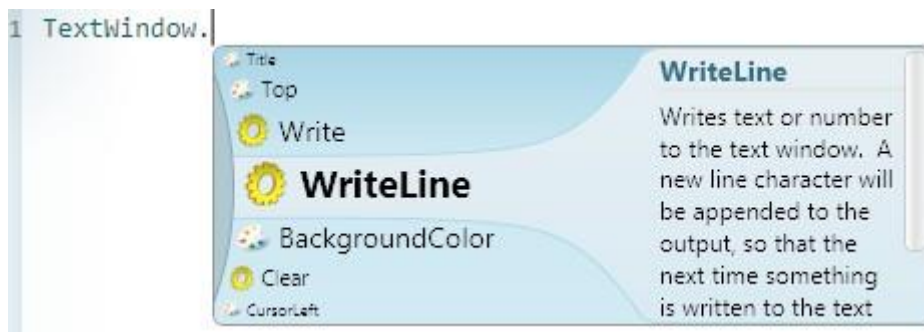 1 TextWindow.
Title
Top
Write
WriteLine
BackgroundColor
Clear
CursorLeft
WriteLine
Writes text or number
to the text window. A
new line character will
be appended to the
output, so that the
next time something
is written to the text